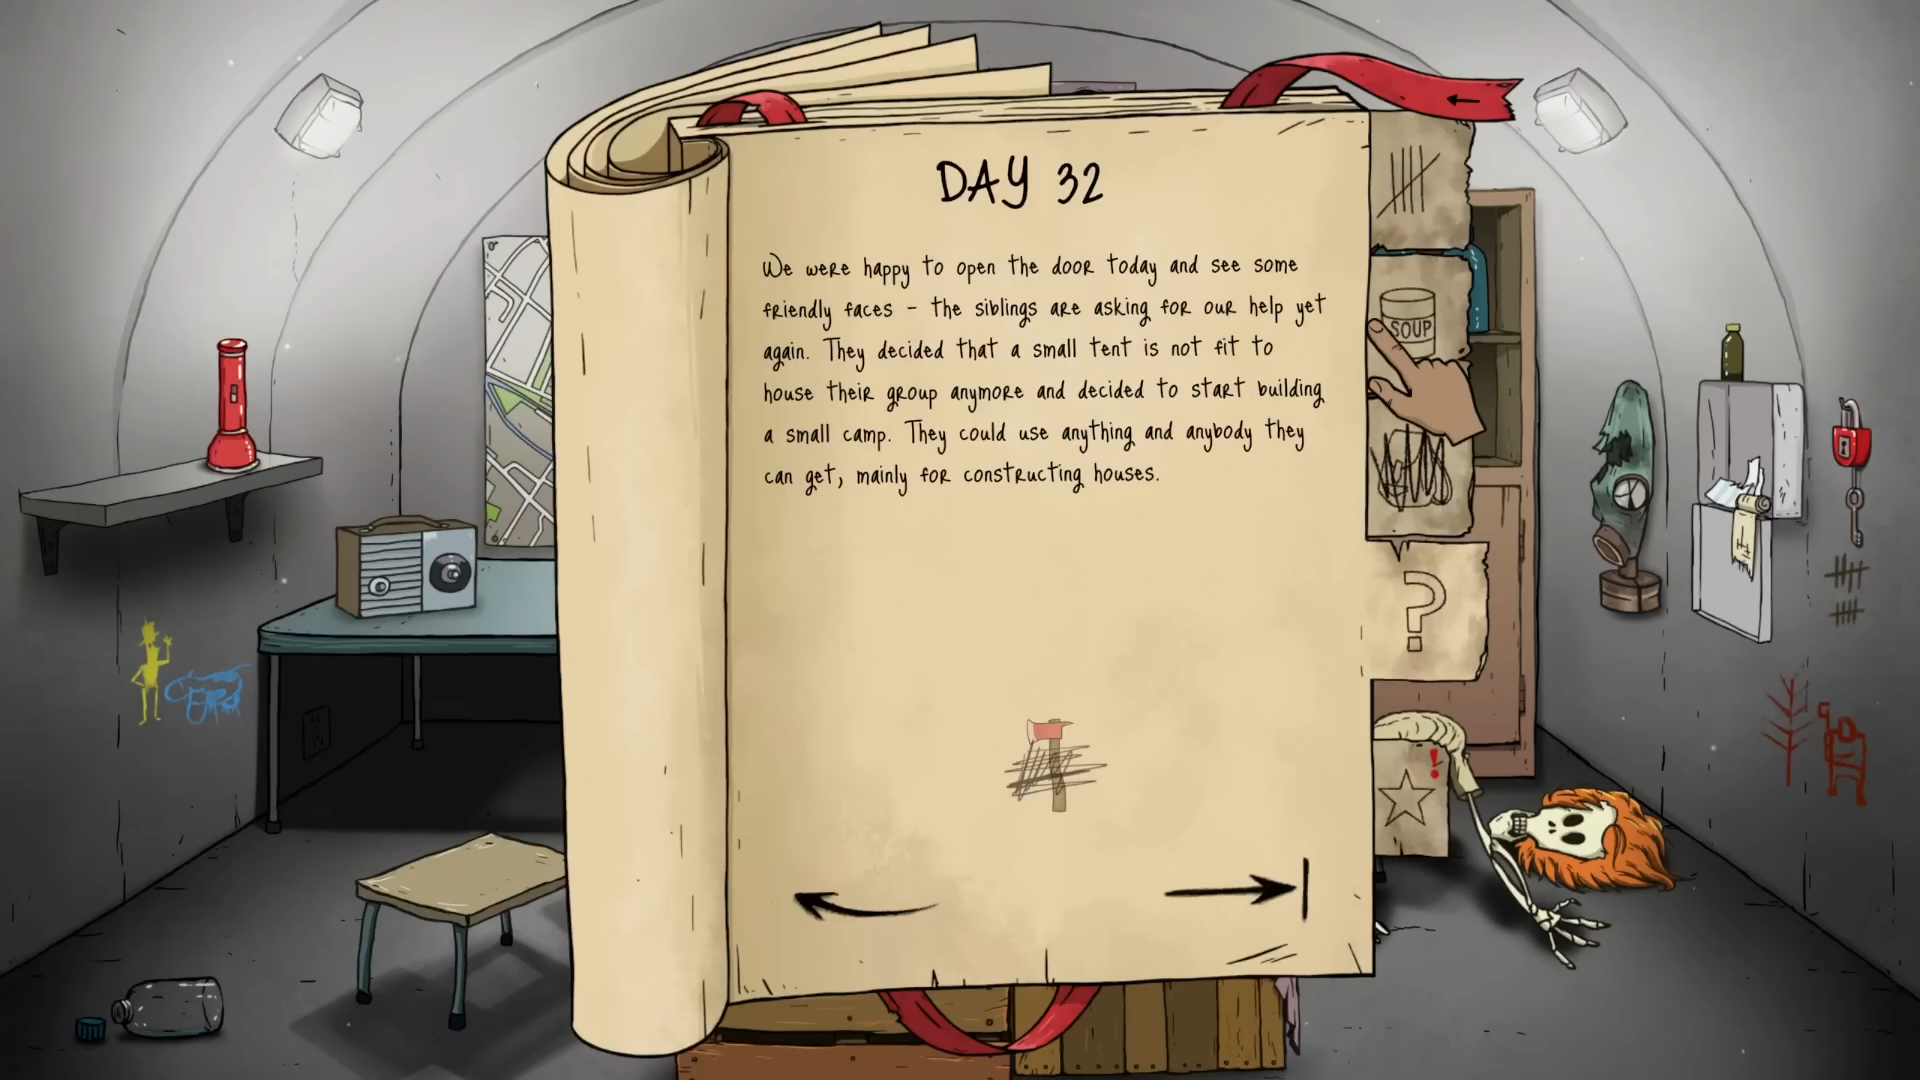 DAY 32
We were happy to open the door today and see some
friendly faces - the siblings are asking for our help yet
again. They decided that a small tent is not fit to
house their group anymore and decided to start building
a small camp. They could use anything and anybody they
can get, mainly for constructing houses.
SOUP
?
!